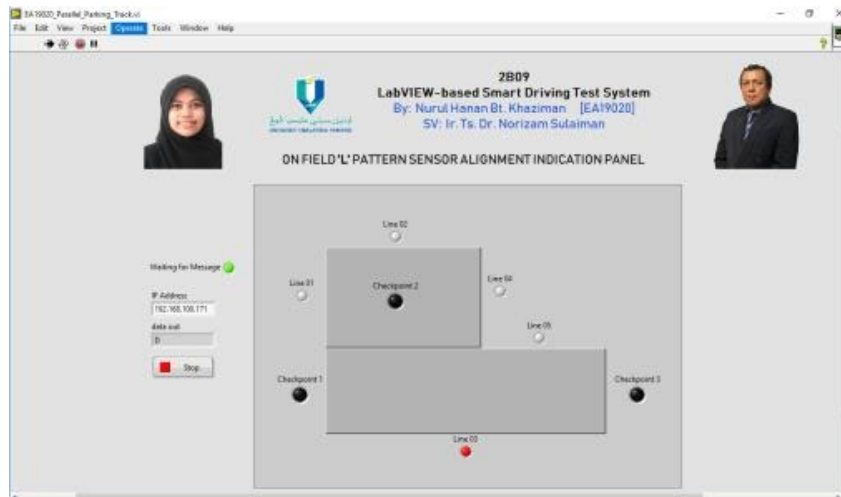 EA19020_Parallel_Parking_Track.vi
File Edit View Project Operate Tools Window Help
2B09
LabVIEW-based Smart Driving Test System
By: Nurul Hanan Bt. Khaziman [EA19020]
SV: Ir. Ts. Dr. Norizam Sulaiman
ON FIELD 'L' PATTERN SENSOR ALIGNMENT INDICATION PANEL
Line 02
Waiting for Message
Line 01
Checkpoint 2
Line 04
IP Address
192.168.100.171
data out
Line 05
Stop
Checkpoint 1
Checkpoint 3
Line 03